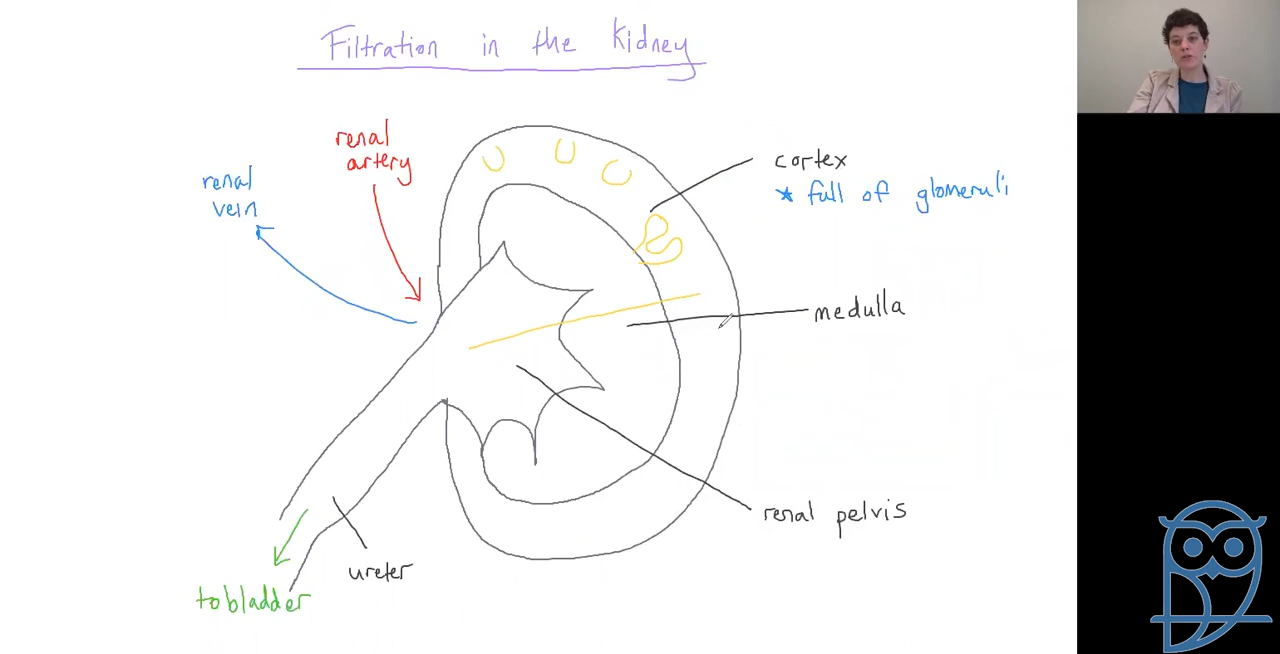 Filtration in the kidney
renal
artery
renal
vein
cortex
* full of glomeruli
medulla
renal pelvis
ureter
to bladder